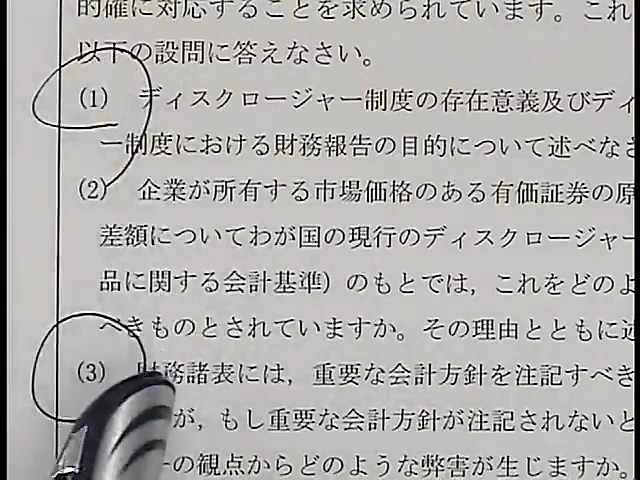 的確に対応することを求められています。これ
以下の設問に答えなさい。
(1) ディスクロージャー制度の存在意義及びディ
ー制度における財務報告の目的について述べなさ
(2) 企業が所有する市場価格のある有価証券の原
差額についてわが国の現行のディスクロージャー
品に関する会計基準）のもとでは，これをどのよ
べきものとされていますか。その理由とともに述
(3) 財務諸表には，重要な会計方針を注記すべき
が，もし重要な会計方針が注記されないと
ーの観点からどのような弊害が生じますか。